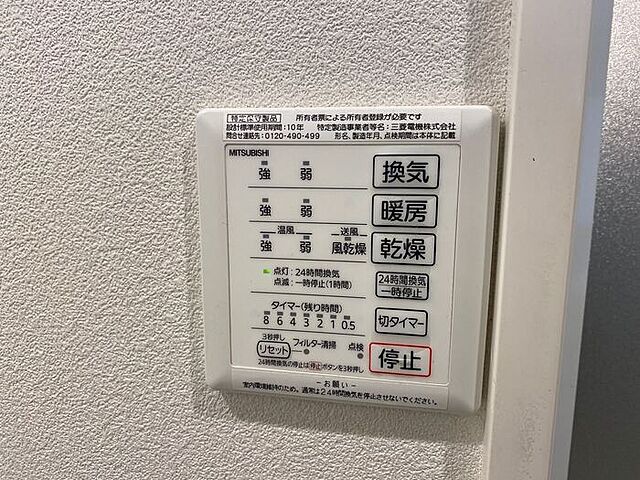 特定保守製品 所有者票による所有者登録が必要です
設計標準使用期間:10年 特定製造事業者等名:三菱電機株式会社
問合せ連絡先:0120-490-499 形名、製造年月、点検期間は本体に記載
MITSUBISHI
強 弱 換気
強 弱 暖房
温風 送風
強 弱 風乾燥 乾燥
点灯:24時間換気
点滅:一時停止(1時間)
24時間換気
一時停止
タイマー(残り時間)
8 6 4 3 2 1 0.5
切タイマー
3秒押し
リセット フィルター清掃 点検
停止
24時間換気の停止は停止ボタンを3秒押し
-お願い-
室内環境維持のため、通常は24時間換気を停止させないでください。